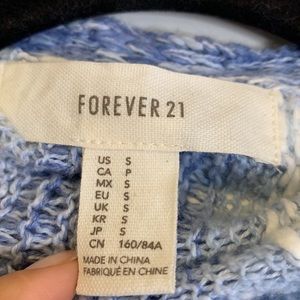 FOREVER 21
US S
CA P
MX S
EU S
UK S
KR S
JP S
CN 160/84A
MADE IN CHINA
FABRIQUÉ EN CHINE